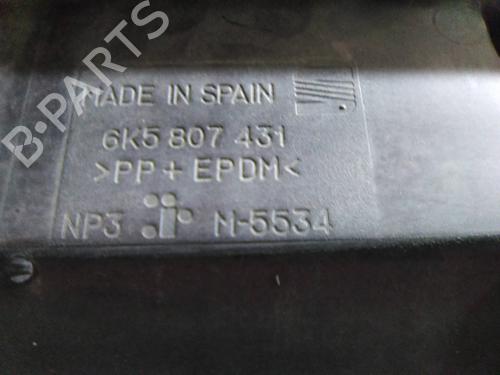 B-PARTS
MADE IN SPAIN
6K5 807 431
>PP+EPDM<
NP3 M-5534